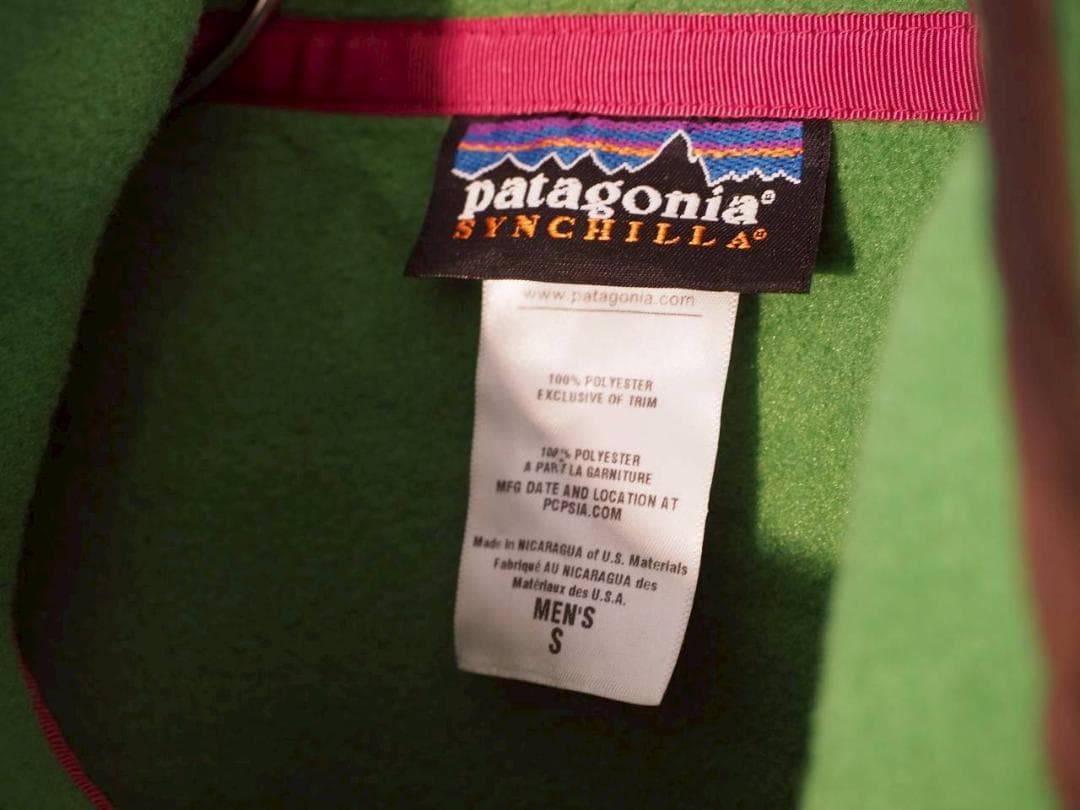 patagonia®
SYNCHILLA®
www.patagonia.com
100% POLYESTER
EXCLUSIVE OF TRIM
100% POLYESTER
A PART LA GARNITURE
MFG DATE AND LOCATION AT
PCPSIA.COM
Made in NICARAGUA of U.S. Materials
Fabriqué AU NICARAGUA des
Matériaux des U.S.A.
MEN'S
S